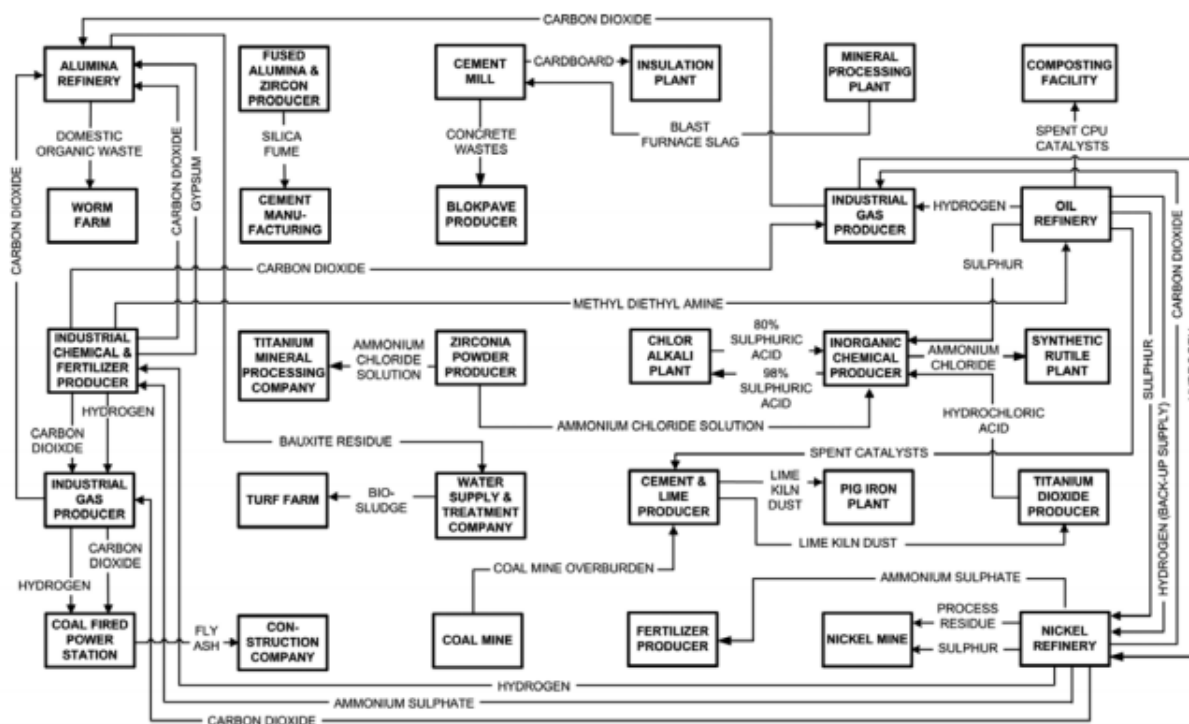 CARBON DIOXIDE
ALUMINA
REFINERY
FUSED
ALUMINA &
ZIRCON
PRODUCER
CEMENT
MILL
CARDBOARD
INSULATION
PLANT
MINERAL
PROCESSING
PLANT
COMPOSTING
FACILITY
DOMESTIC
ORGANIC WASTE
SILICA
FUME
CONCRETE
WASTES
BLAST
FURNACE SLAG
SPENT CPU
CATALYSTS
CARBON DIOXIDE
CARBON DIOXIDE
GYPSUM
WORM
FARM
CEMENT
MANU-
FACTURING
BLOKPAVE
PRODUCER
INDUSTRIAL
GAS
PRODUCER
HYDROGEN
OIL
REFINERY
CARBON DIOXIDE
SULPHUR
CARBON DIOXIDE
METHYL DIETHYL AMINE
INDUSTRIAL
CHEMICAL &
FERTILIZER
PRODUCER
TITANIUM
MINERAL
PROCESSING
COMPANY
AMMONIUM
CHLORIDE
SOLUTION
ZIRCONIA
POWDER
PRODUCER
CHLOR
ALKALI
PLANT
80%
SULPHURIC
ACID
98%
SULPHURIC
ACID
INORGANIC
CHEMICAL
PRODUCER
AMMONIUM
CHLORIDE
SYNTHETIC
RUTILE
PLANT
SULPHUR
HYDROGEN (BACK-UP SUPPLY)
HYDROGEN
CARBON
DIOIXDE
BAUXITE RESIDUE
AMMONIUM CHLORIDE SOLUTION
HYDROCHLORIC
ACID
SPENT CATALYSTS
INDUSTRIAL
GAS
PRODUCER
TURF FARM
BIO-
SLUDGE
WATER
SUPPLY &
TREATMENT
COMPANY
CEMENT
& LIME
PRODUCER
LIME
KILN
DUST
PIG IRON
PLANT
TITANIUM
DIOXIDE
PRODUCER
LIME KILN DUST
CARBON
DIOXIDE
HYDROGEN
COAL MINE OVERBURDEN
AMMONIUM SULPHATE
COAL FIRED
POWER
STATION
FLY
ASH
CON-
STRUCTION
COMPANY
COAL MINE
FERTILIZER
PRODUCER
NICKEL MINE
PROCESS
RESIDUE
SULPHUR
NICKEL
REFINERY
HYDROGEN
AMMONIUM SULPHATE
CARBON DIOXIDE